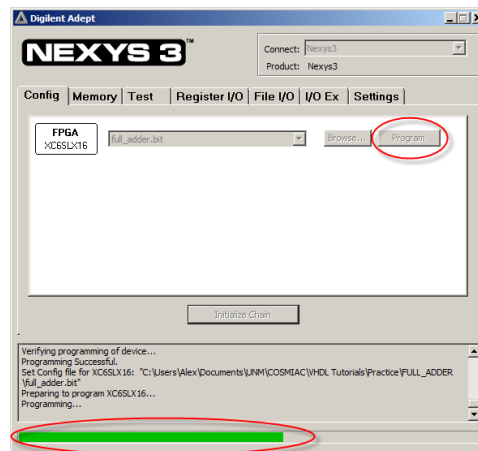 Digilent Adept
NEXYS 3™
Connect: Nexys3
Product: Nexys3
Config Memory Test Register I/O File I/O I/O Ex Settings
FPGA
XC6SLX16
full_adder.bit Browse... Program
Initialize Chain
Verifying programming of device...
Programming Successful.
Set Config file for XC6SLX16: "C:\Users\Alex\Documents\UNM\COSMIAC\VHDL Tutorials\Practice\FULL_ADDER
\full_adder.bit"
Preparing to program XC6SLX16...
Programming...